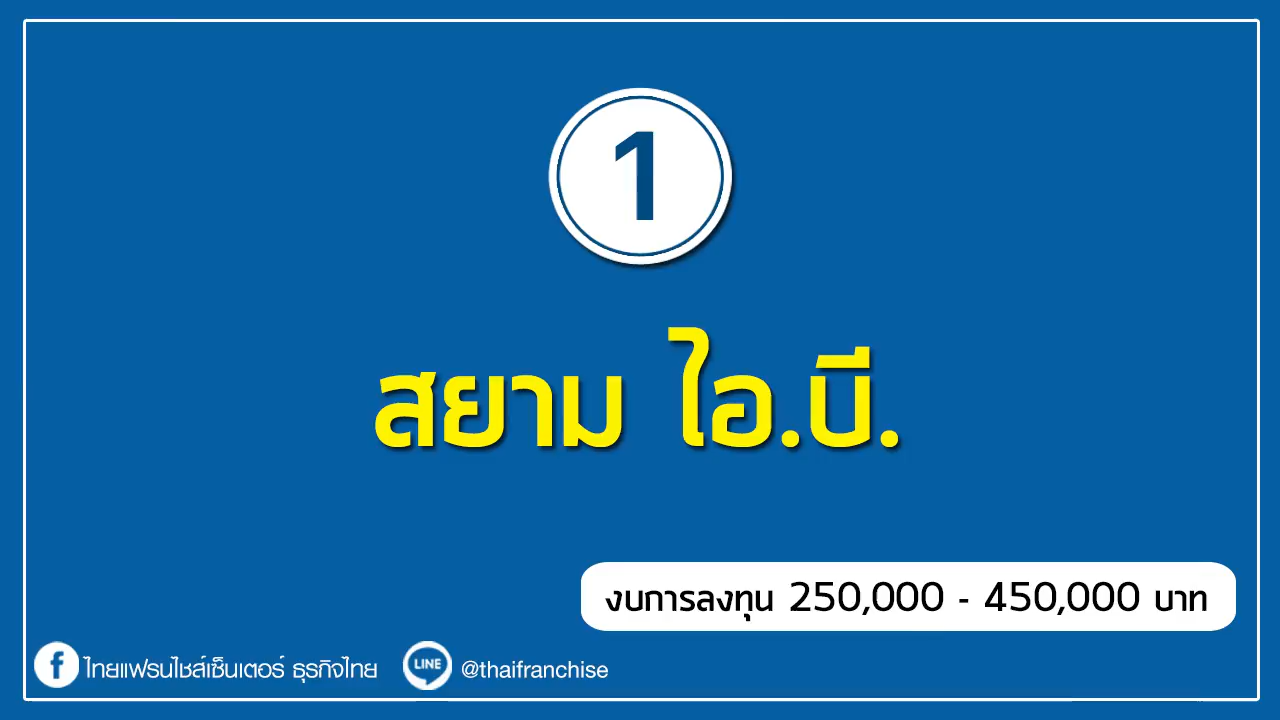 1
สยาม ไอ.บี.
งบการลงทุน 250,000 - 450,000 บาท
f ไทยแฟรนไชส์เซ็นเตอร์ ธุรกิจไทย LINE @thaifranchise